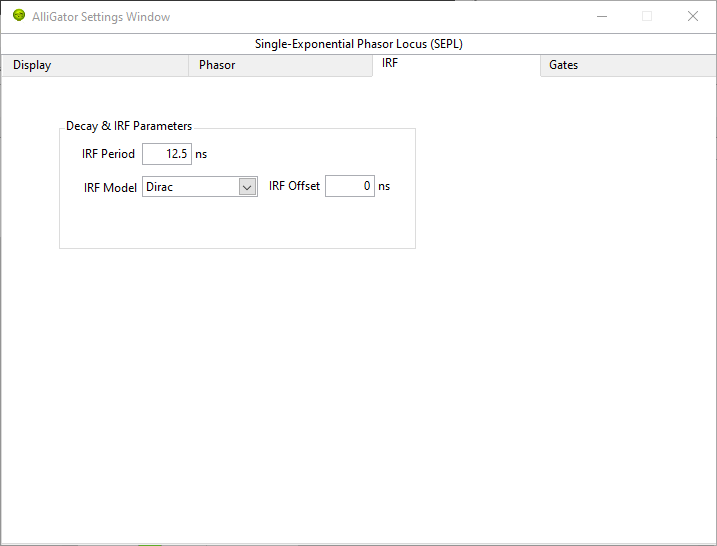 AlliGator Settings Window
Single-Exponential Phasor Locus (SEPL)
Display Phasor IRF Gates
Decay & IRF Parameters
IRF Period 12.5 ns
IRF Model Dirac IRF Offset 0 ns